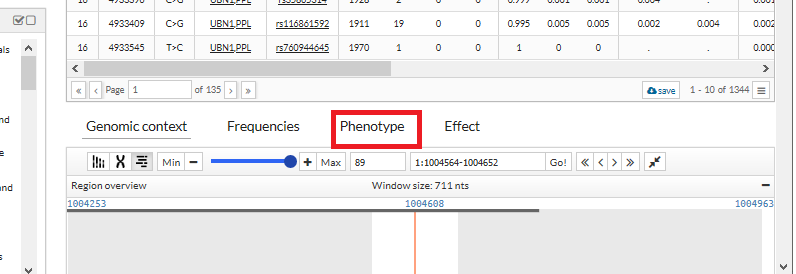 16 4933545 T>C UBN1,PPL rs760944645 1970 1 0 0 1 0 0 . . 0.000
als
16 4933409 C>G UBN1,PPL rs116861592 1911 19 0 0 0.995 0.005 0.005 0.002 0.004 0.002
« ‹ Page 1 of 135 › » save 1 - 10 of 1344
nd
Genomic context Frequencies Phenotype Effect
e
Min − + Max 89 1:1004564-1004652 Go! « < > »
and
Region overview Window size: 711 nts −
1004253 1004608 1004963
s